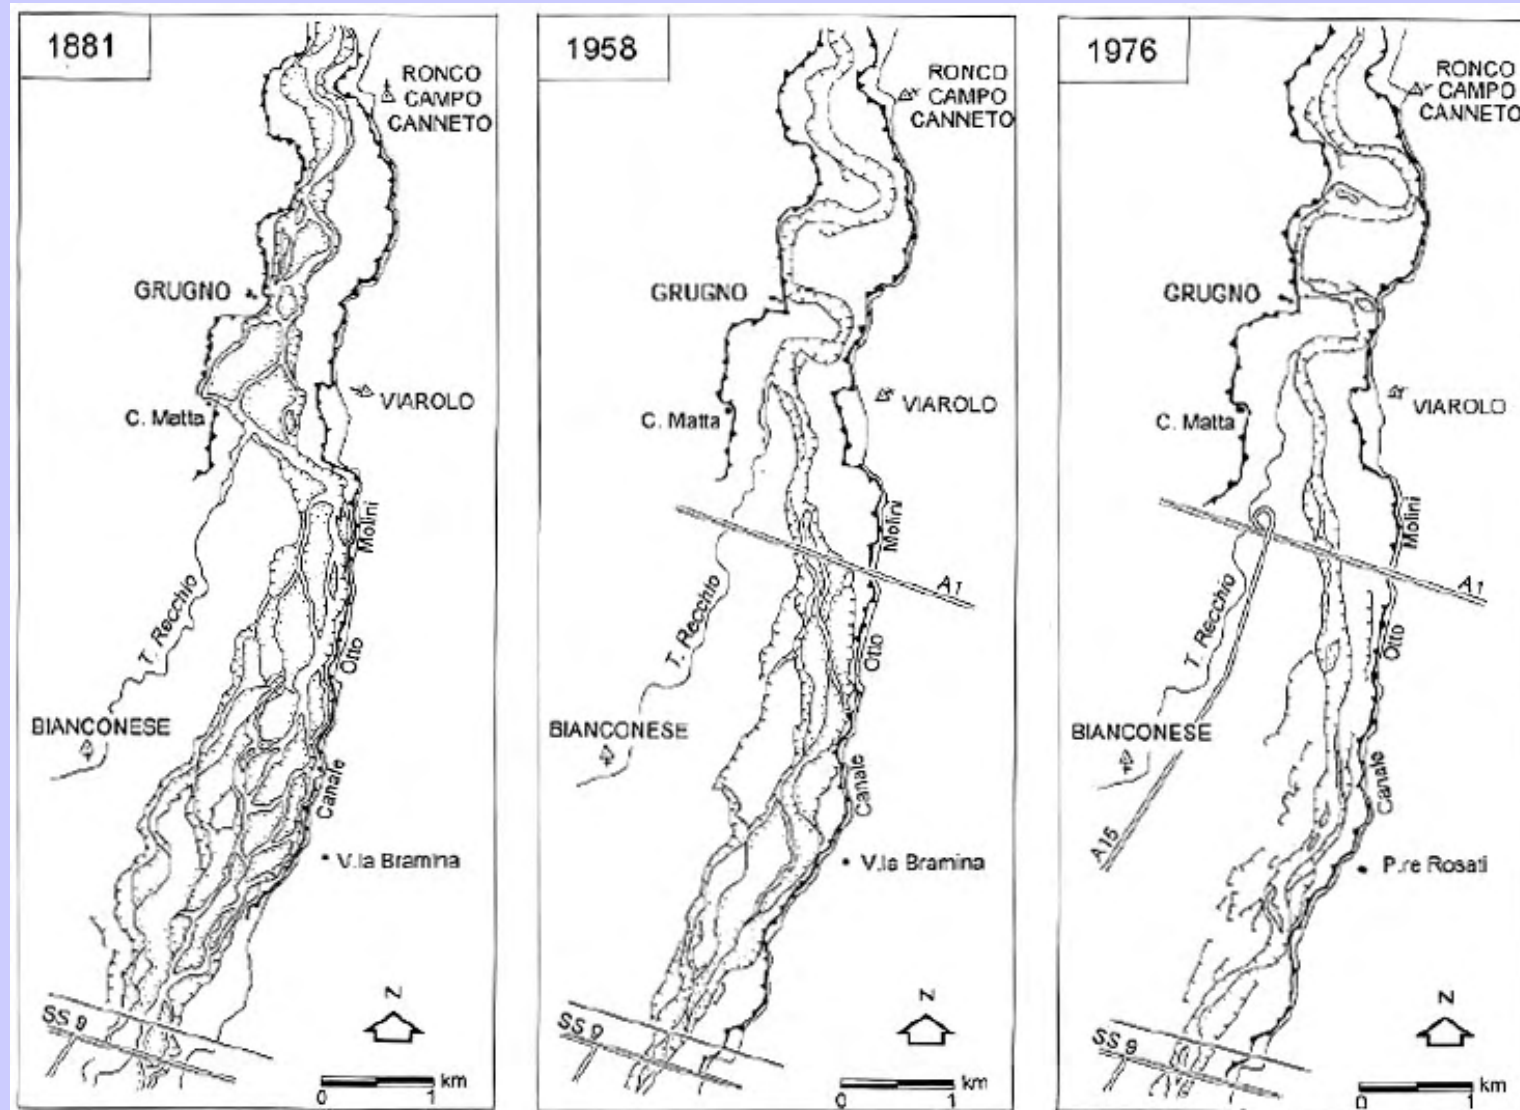 1881
RONCO
CAMPO
CANNETO
GRUGNO
VIAROLO
C. Matta
Molini
T. Recchio
Otto
BIANCONESE
Canale
V.la Bramina
N
SS 9
km
0 1
1958
RONCO
CAMPO
CANNETO
GRUGNO
VIAROLO
C. Matta
Molini
A1
T. Recchio
Otto
BIANCONESE
Canale
V.la Bramina
N
SS 9
km
0 1
1976
RONCO
CAMPO
CANNETO
GRUGNO
VIAROLO
C. Matta
Molini
A1
T. Recchio
Otto
BIANCONESE
Canale
A15
P.re Rosati
N
SS 9
km
0 1